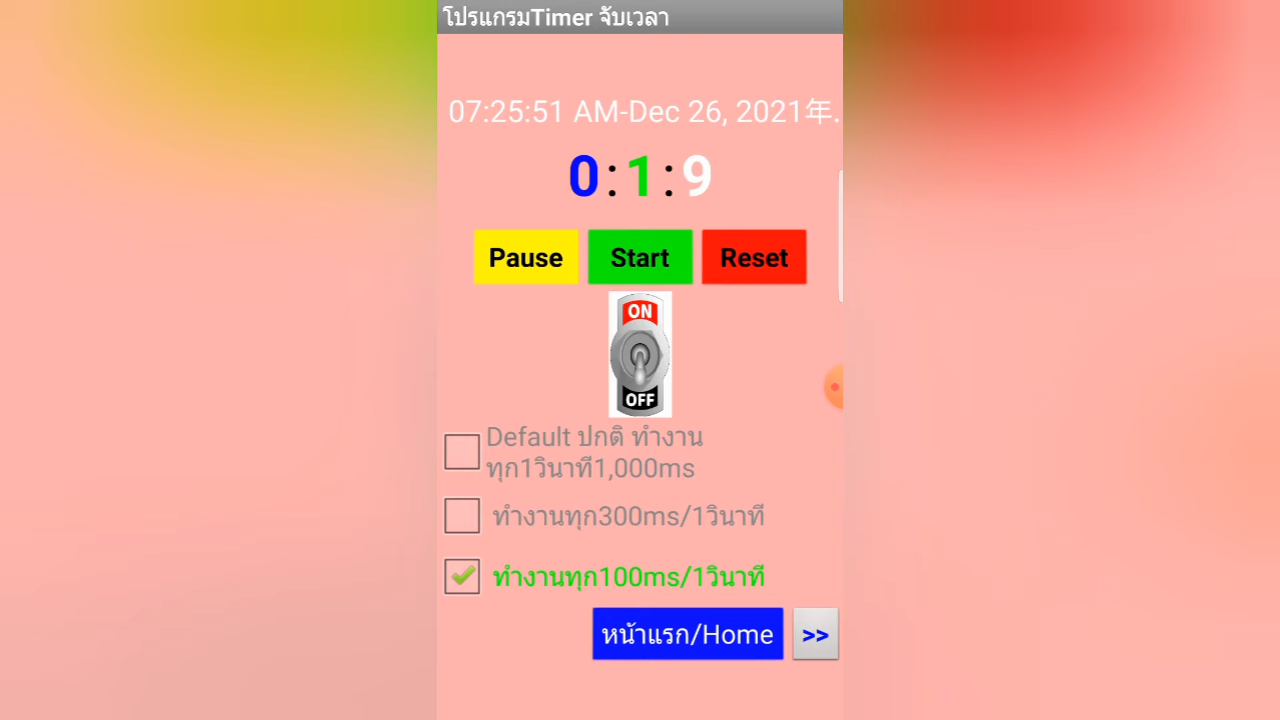 โปรแกรมTimer จับเวลา
07:25:51 AM-Dec 26, 2021年.
0:1:9
Pause Start Reset
ON
OFF
Default ปกติ ทำงาน
ทุก1วินาที1,000ms
ทำงานทุก300ms/1วินาที
ทำงานทุก100ms/1วินาที
หน้าแรก/Home >>